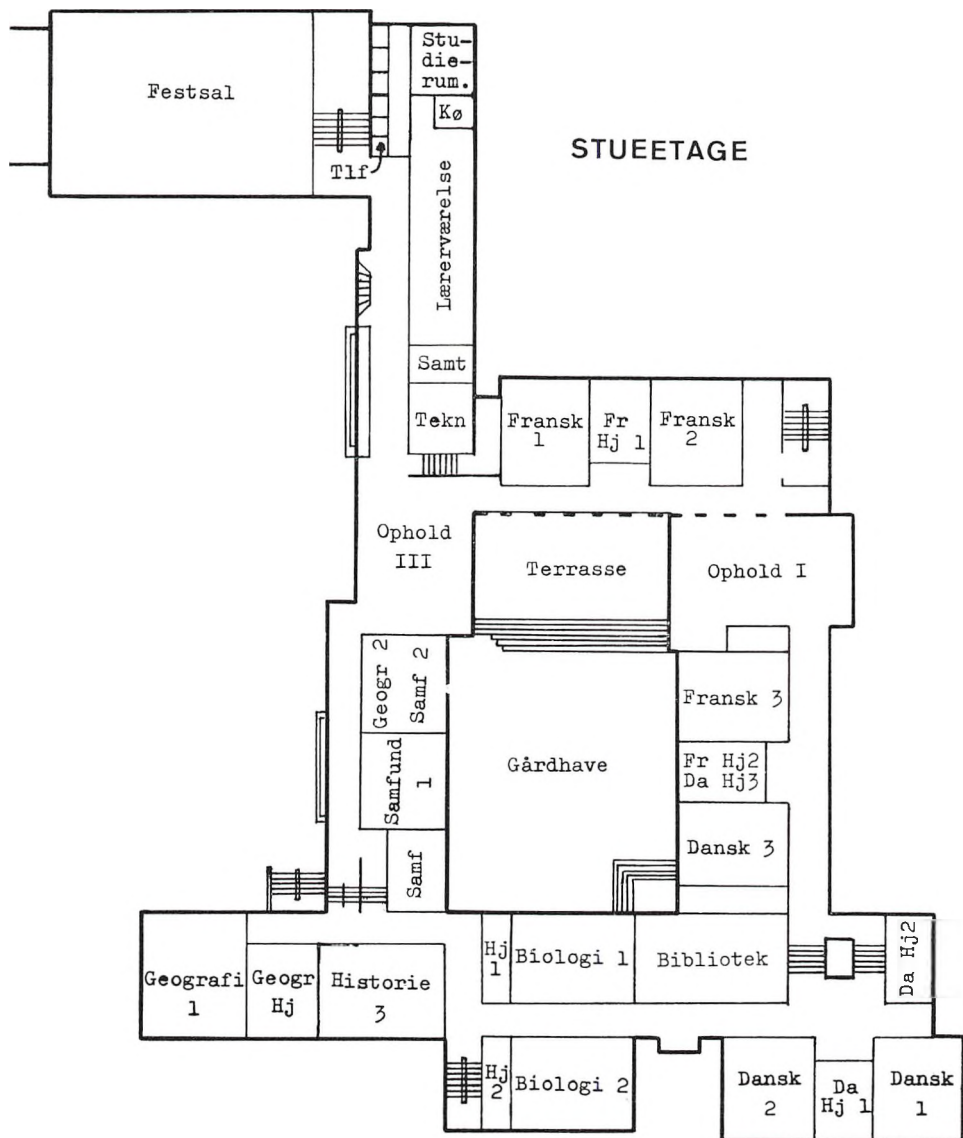 Festsal
Stu-
die-
rum.
Kø
STUEETAGE
Tlf
Lærerværelse
Samt
Tekn
Fransk
1
Fr
Hj 1
Fransk
2
Ophold
III
Terrasse
Ophold I
Geogr 2
Samf 2
Fransk 3
Gårdhave
Samfund
1
Fr Hj2
Da Hj3
Dansk 3
Samf
Geografi
1
Geogr
Hj
Historie
3
Hj
1
Biologi 1
Bibliotek
Da Hj2
Hj
2
Biologi 2
Dansk
2
Da
Hj 1
Dansk
1